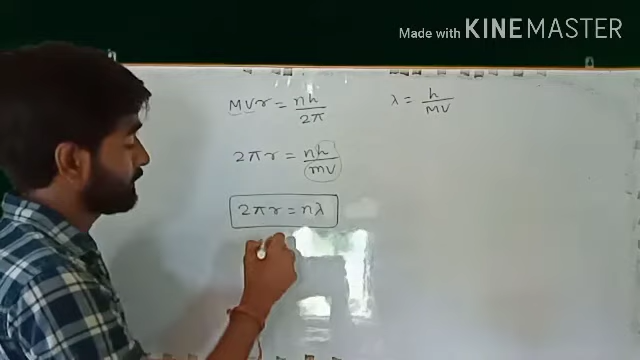 Made with KINEMASTER
MVr = nh/2π
λ = h/MV
2πr = nh/mv
2πr = nλ